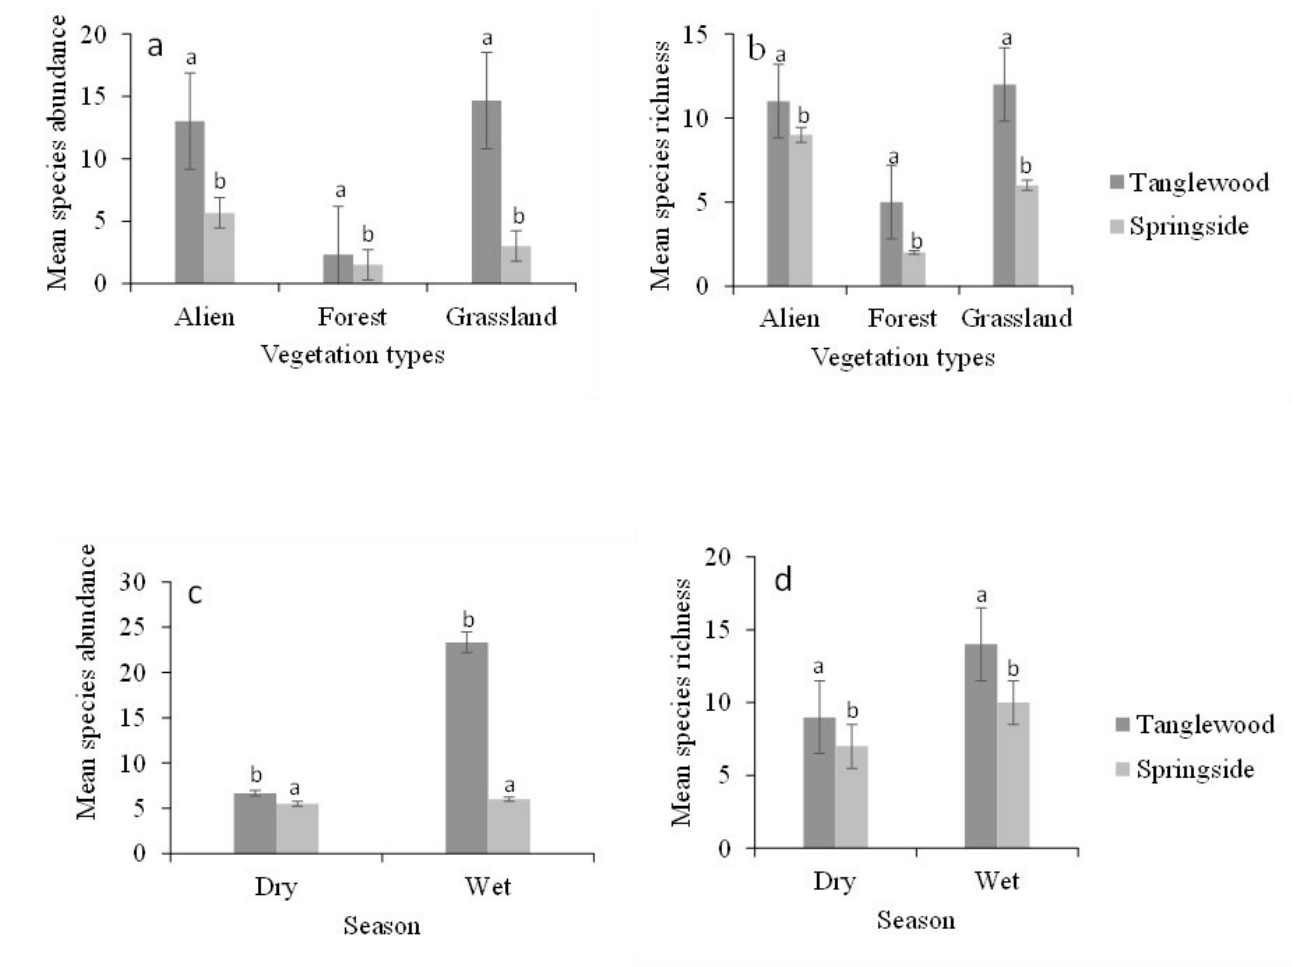 Mean species abundance
20
15
10
5
0
a
a
b
a
b
a
b
Alien Forest Grassland
Vegetation types
Mean species richness
15
10
5
0
b
a
b
a
b
a
b
Alien Forest Grassland
Vegetation types
Tanglewood
Springside
Mean species abundance
30
25
20
15
10
5
0
c
b
a
b
a
Dry Wet
Season
Mean species richness
20
15
10
5
0
d
a
b
a
b
Dry Wet
Season
Tanglewood
Springside